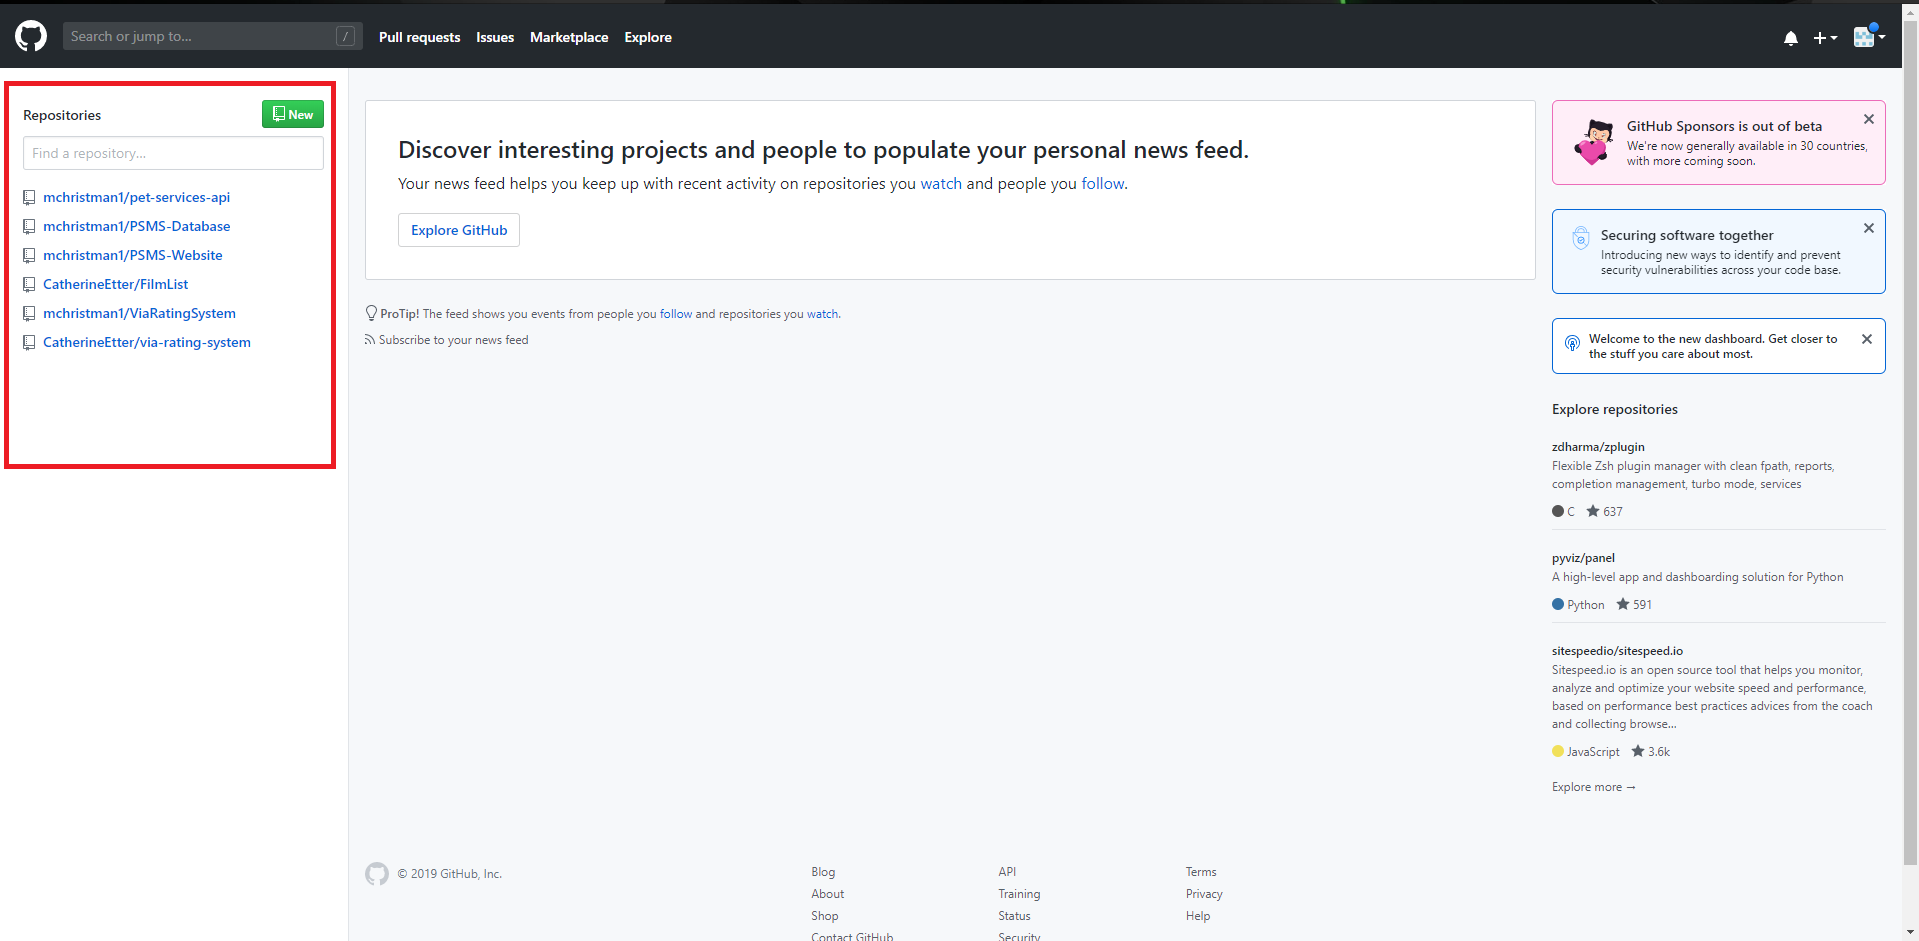 Search or jump to...
/
Pull requests
Issues
Marketplace
Explore
Repositories
New
Find a repository...
mchristman1/pet-services-api
mchristman1/PSMS-Database
mchristman1/PSMS-Website
CatherineEtter/FilmList
mchristman1/ViaRatingSystem
CatherineEtter/via-rating-system
Discover interesting projects and people to populate your personal news feed.
Your news feed helps you keep up with recent activity on repositories you watch and people you follow.
Explore GitHub
ProTip! The feed shows you events from people you follow and repositories you watch.
Subscribe to your news feed
GitHub Sponsors is out of beta
We're now generally available in 30 countries,
with more coming soon.
Securing software together
Introducing new ways to identify and prevent
security vulnerabilities across your code base.
Welcome to the new dashboard. Get closer to
the stuff you care about most.
Explore repositories
zdharma/zplugin
Flexible Zsh plugin manager with clean fpath, reports,
completion management, turbo mode, services
C 637
pyviz/panel
A high-level app and dashboarding solution for Python
Python 591
sitespeedio/sitespeed.io
Sitespeed.io is an open source tool that helps you monitor,
analyze and optimize your website speed and performance,
based on performance best practices advices from the coach
and collecting browse...
JavaScript 3.6k
Explore more →
© 2019 GitHub, Inc.
Blog
About
Shop
Contact GitHub
API
Training
Status
Security
Terms
Privacy
Help